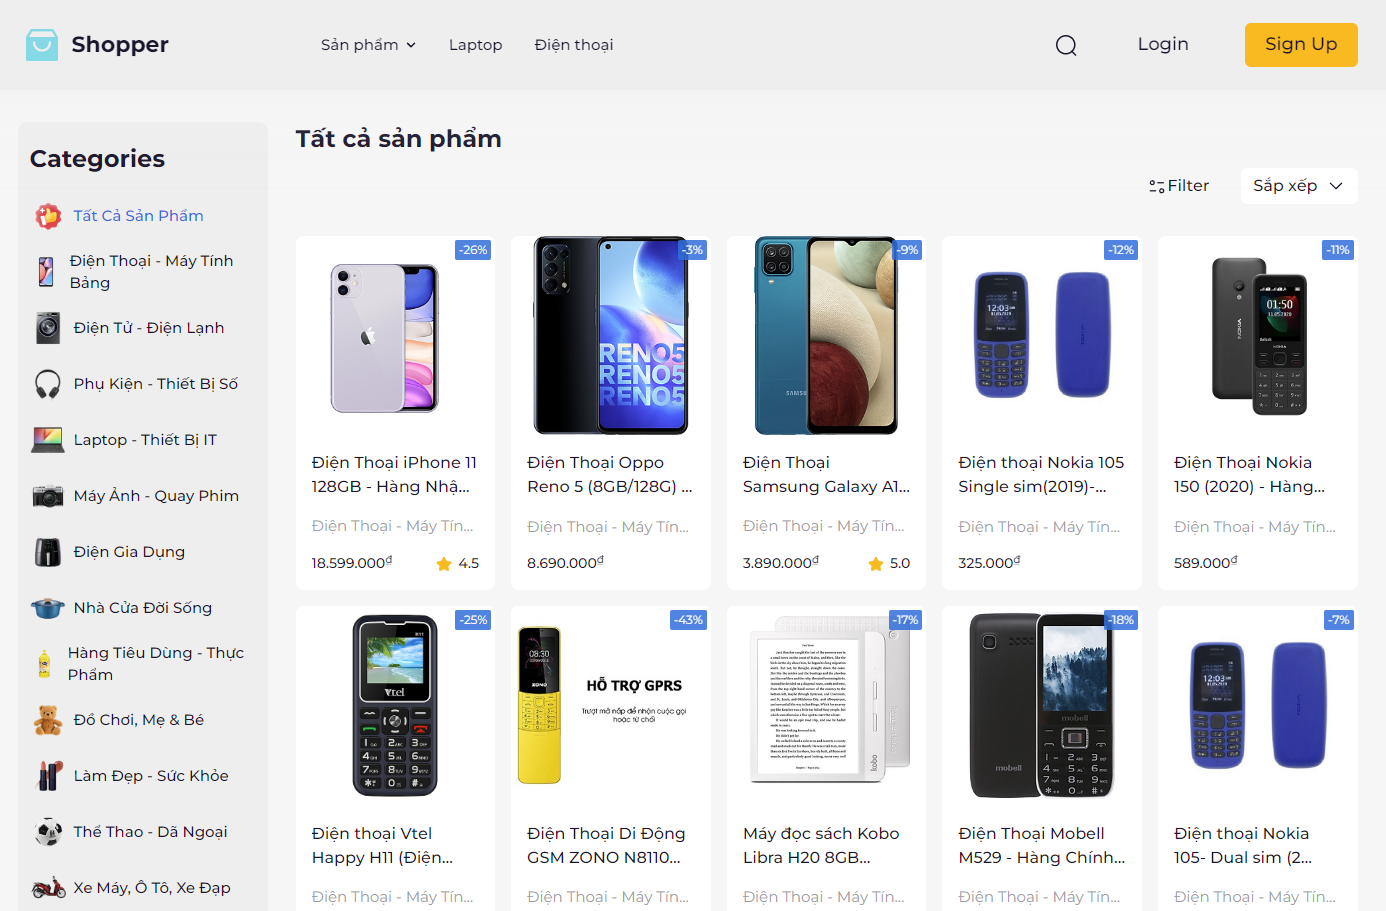 Shopper
Sản phẩm
Laptop
Điện thoại
Login
Sign Up
Categories
Tất Cả Sản Phẩm
Điện Thoại - Máy Tính
Bảng
Điện Tử - Điện Lạnh
Phụ Kiện - Thiết Bị Số
Laptop - Thiết Bị IT
Máy Ảnh - Quay Phim
Điện Gia Dụng
Nhà Cửa Đời Sống
Hàng Tiêu Dùng - Thực
Phẩm
Đồ Chơi, Mẹ & Bé
Làm Đẹp - Sức Khỏe
Thể Thao - Dã Ngoại
Xe Máy, Ô Tô, Xe Đạp
Tất cả sản phẩm
Filter
Sắp xếp
-26%
Điện Thoại iPhone 11
128GB - Hàng Nhậ...
Điện Thoại - Máy Tín...
18.599.000₫
4.5
-3%
RENO5
RENO5
RENO5
Điện Thoại Oppo
Reno 5 (8GB/128G) ...
Điện Thoại - Máy Tín...
8.690.000₫
-9%
SAMSU
Điện Thoại
Samsung Galaxy A1...
Điện Thoại - Máy Tín...
3.890.000₫
5.0
-12%
12:03
Điện thoại Nokia 105
Single sim(2019)-...
Điện Thoại - Máy Tín...
325.000₫
-11%
01:50
NOKIA
Điện Thoại Nokia
150 (2020) - Hàng...
Điện Thoại - Máy Tín...
589.000₫
-25%
Vtel
Điện thoại Vtel
Happy H11 (Điện...
Điện Thoại - Máy Tín...
-43%
08:30
ZONO
HỖ TRỢ GPRS
Trượt mở nắp để nhận cuộc gọi
hoặc từ chối
Điện Thoại Di Động
GSM ZONO N8110...
Điện Thoại - Máy Tín...
-17%
kobo
Máy đọc sách Kobo
Libra H20 8GB...
Điện Thoại - Máy Tín...
-18%
mobell
mobell
Điện Thoại Mobell
M529 - Hàng Chính...
Điện Thoại - Máy Tín...
-7%
12:03
Điện thoại Nokia
105- Dual sim (2...
Điện Thoại - Máy Tín...